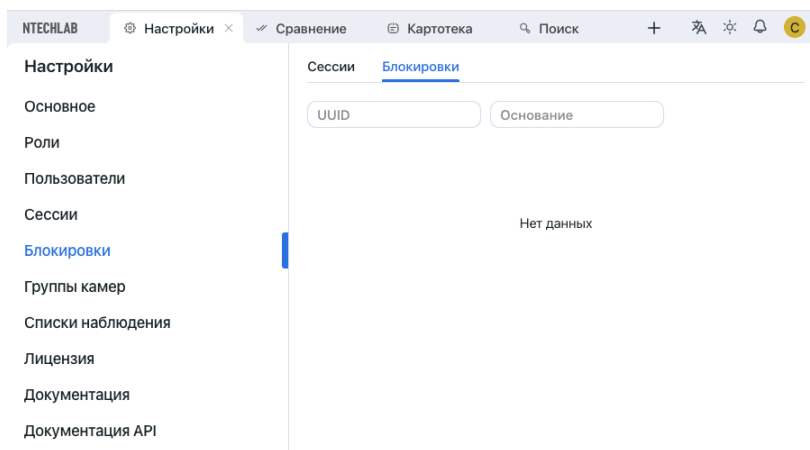 NTECHLAB Настройки Сравнение Картотека Поиск C
Настройки
Основное
Роли
Пользователи
Сессии
Блокировки
Группы камер
Списки наблюдения
Лицензия
Документация
Документация API
Сессии Блокировки
UUID Основание
Нет данных